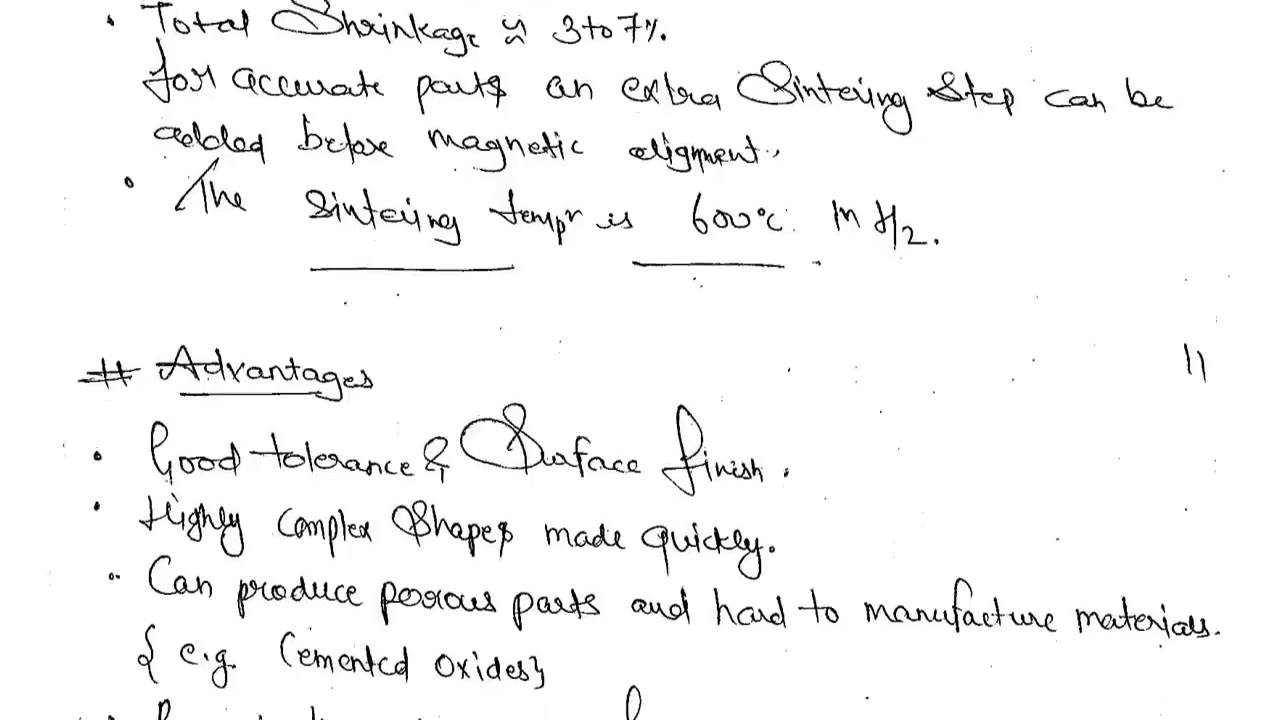 • Total Shrinkage ≈ 3 to 7%.
for accurate parts an extra Sintering step can be
added before magnetic aligment.
• The sintering tempr is 600°c in H2.
# Advantages
11
• Good tolerance & Surface finish.
• Highly complex Shapes made quickly.
• Can produce porous parts and hard to manufacture materials.
{ e.g. Cemented oxides}